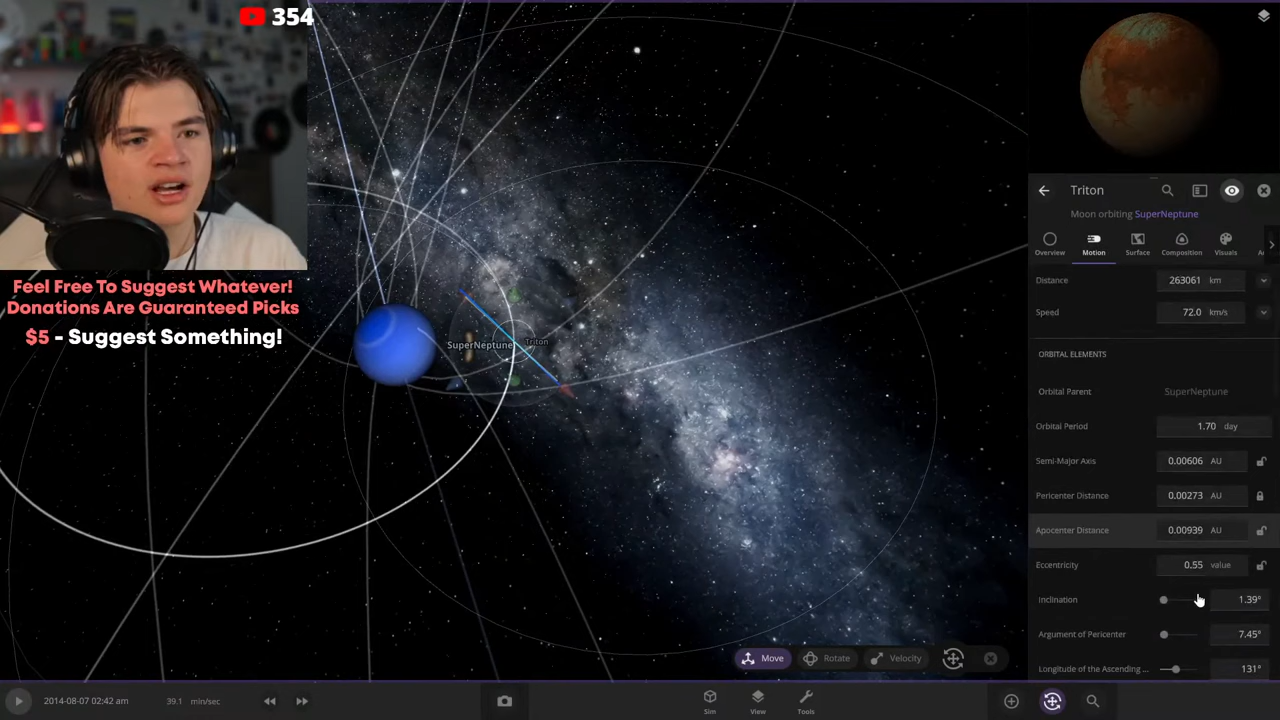 354
Feel Free To Suggest Whatever!
Donations Are Guaranteed Picks
$5 - Suggest Something!
SuperNeptune
Triton
Triton
Moon orbiting SuperNeptune
Overview Motion Surface Composition Visuals
Distance 263061 km
Speed 72.0 km/s
ORBITAL ELEMENTS
Orbital Parent SuperNeptune
Orbital Period 1.70 day
Semi-Major Axis 0.00606 AU
Pericenter Distance 0.00273 AU
Apocenter Distance 0.00939 AU
Eccentricity 0.55 value
Inclination 1.39°
Argument of Pericenter 7.45°
Longitude of the Ascending ... 131°
Move Rotate Velocity
2014-08-07 02:42 am 39.1 min/sec
Sim View Tools